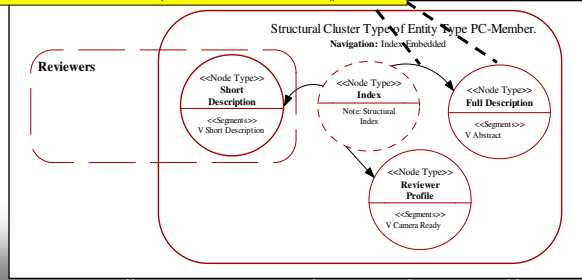 Structural Cluster Type of Entity Type PC-Member.
Navigation: Index Embedded
Reviewers
<<Node Type>>
Short
Description
<<Segments>>
V Short Description
<<Node Type>>
Index
Note: Structural
Index
<<Node Type>>
Full Description
<<Segments>>
V Abstract
<<Node Type>>
Reviewer
Profile
<<Segments>>
V Camera Ready